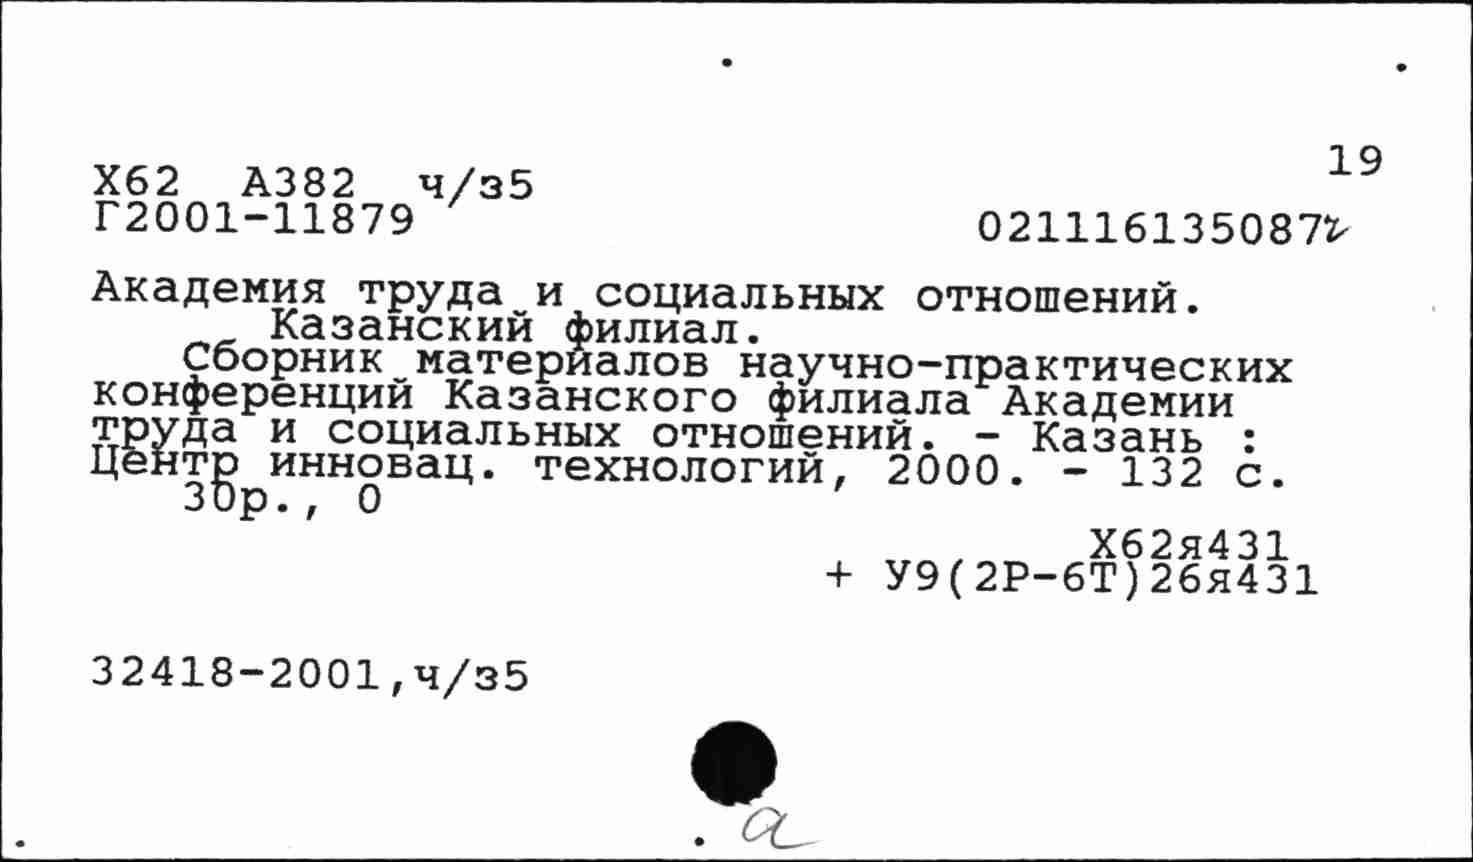 19
Х62 А382 ч/з5
Г2001-11879
021116135087г
Академия труда и социальных отношений.
Казанский филиал.
Сборник материалов научно-практических
конференций Казанского филиала Академии
труда и социальных отношений. - Казань :
Центр инновац. технологий, 2000. - 132 с.
30р., 0
Х62я431
+ У9(2Р-6Т)26я431
32418-2001,ч/з5
а